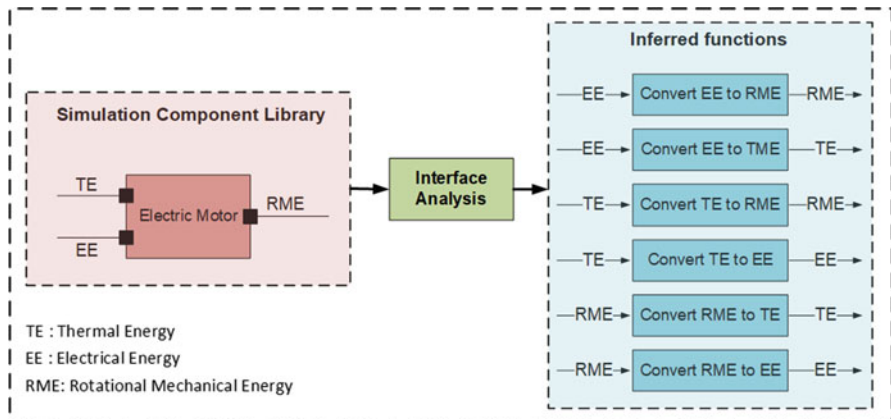 Simulation Component Library
TE
EE
Electric Motor
RME
Interface
Analysis
Inferred functions
EE Convert EE to RME RME
EE Convert EE to TME TE
TE Convert TE to RME RME
TE Convert TE to EE EE
RME Convert RME to TE TE
RME Convert RME to EE EE
TE : Thermal Energy
EE : Electrical Energy
RME: Rotational Mechanical Energy